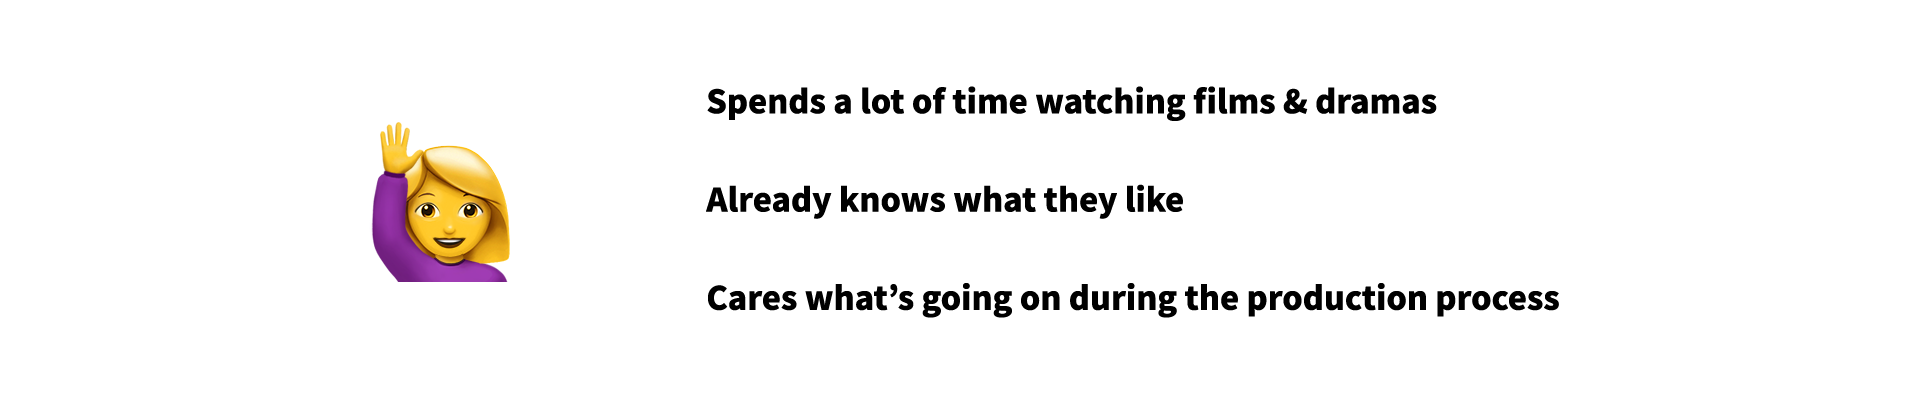 Spends a lot of time watching films & dramas
Already knows what they like
Cares what’s going on during the production process